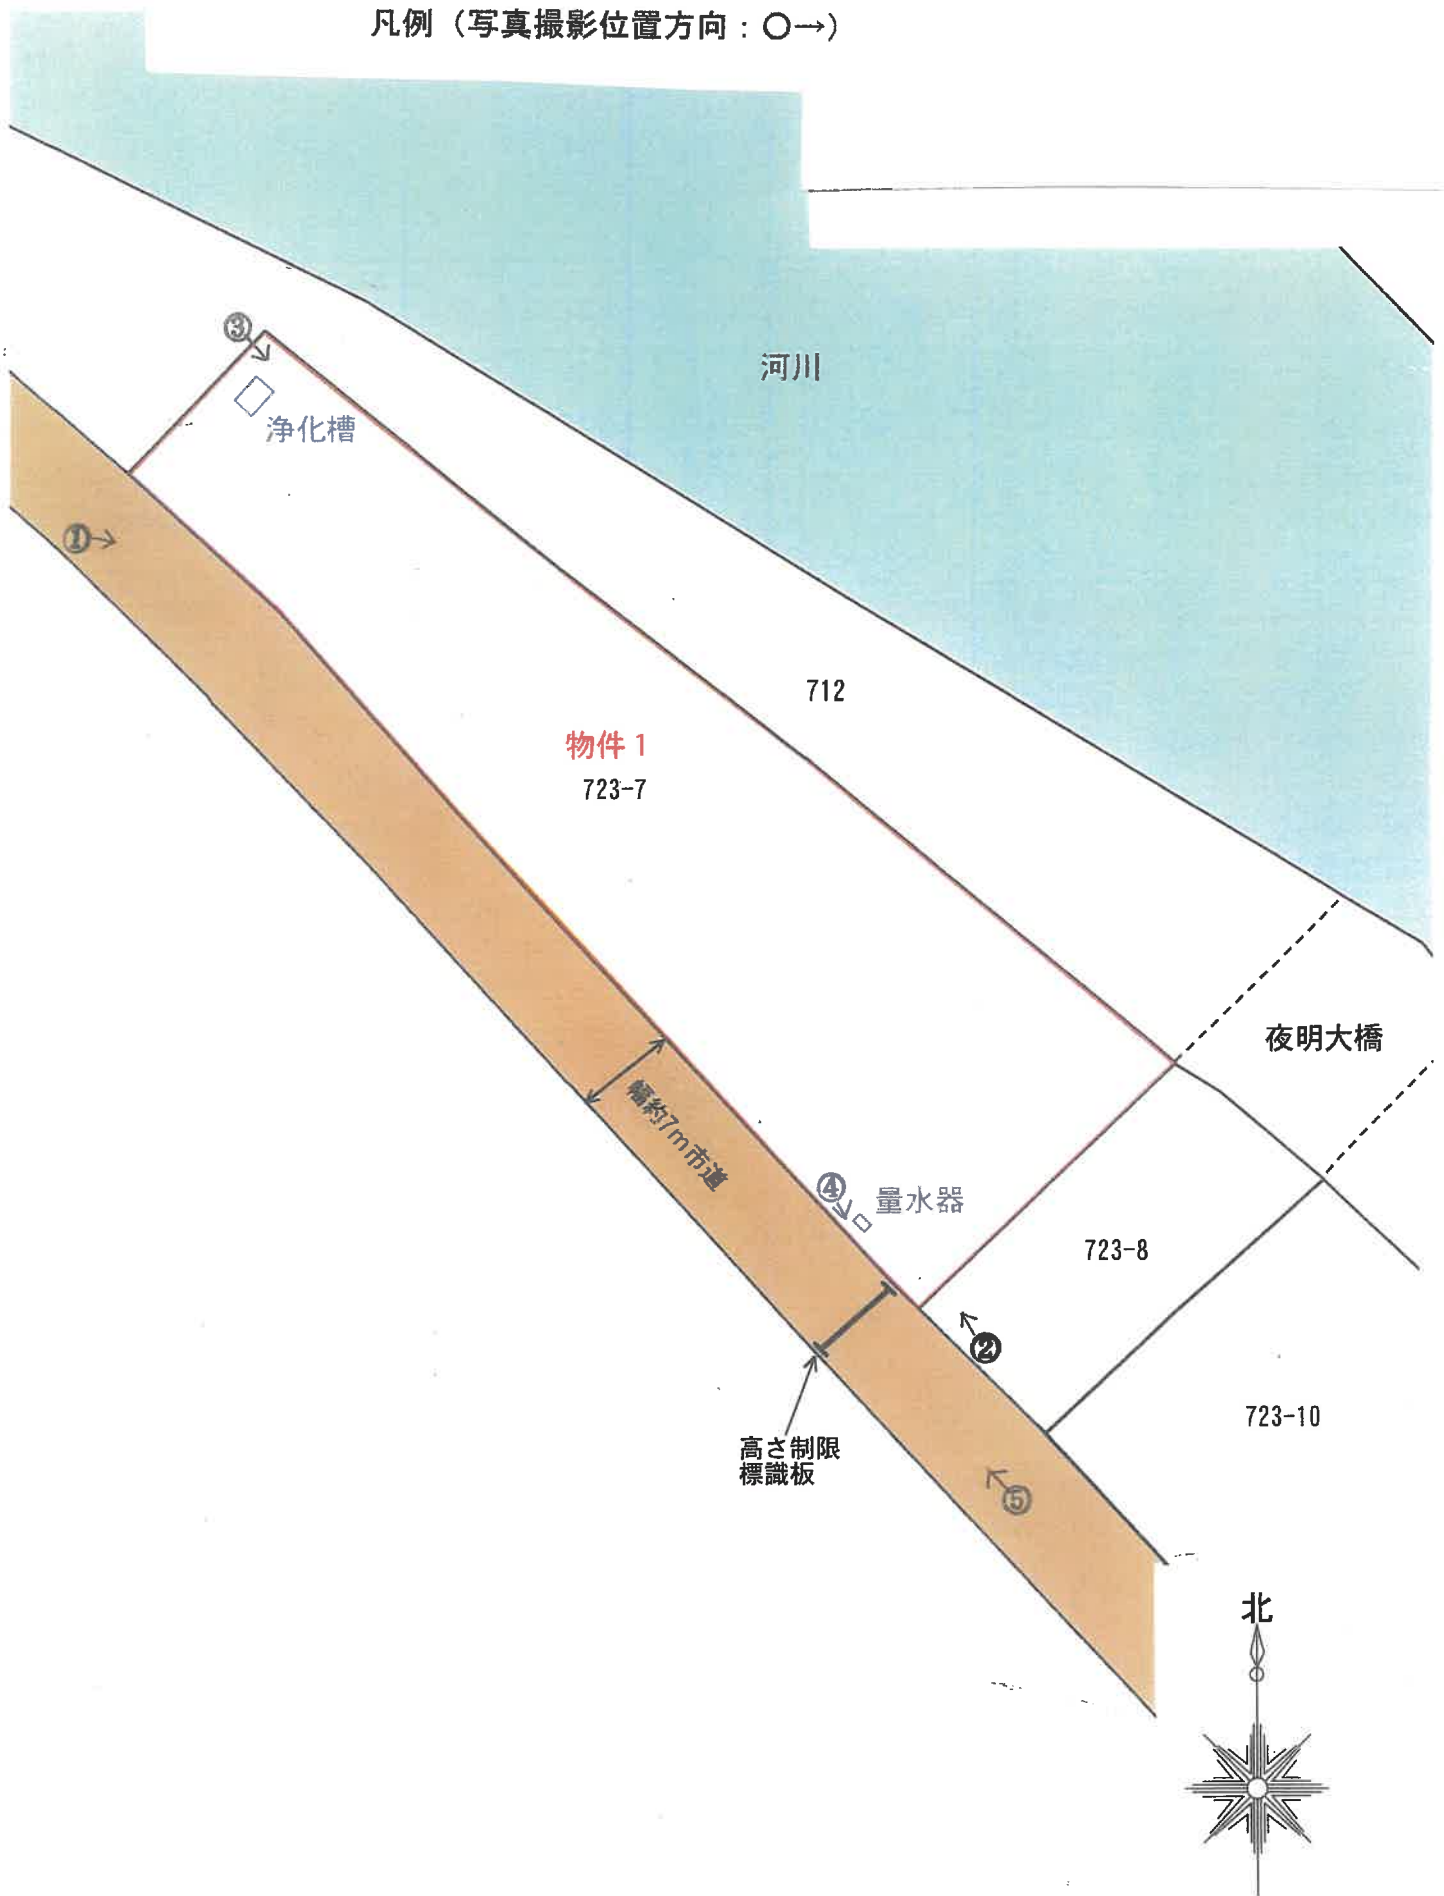 凡例（写真撮影位置方向：○→）
河川
③
浄化槽
①
712
物件1
723-7
夜明大橋
幅約7m市道
④
量水器
723-8
②
723-10
高さ制限
標識板
⑤
北